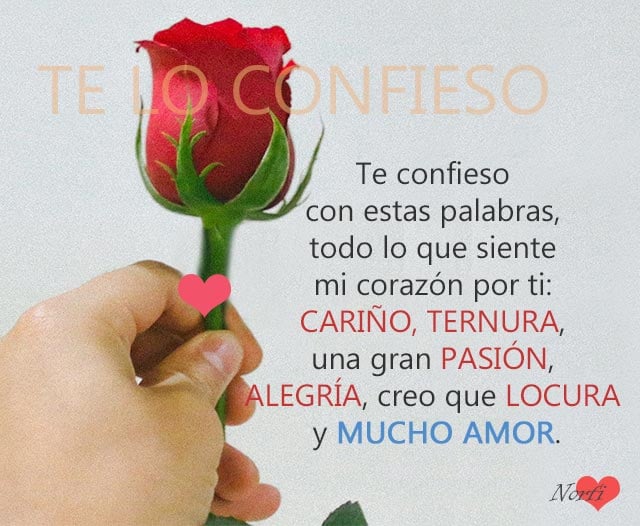 TE LO CONFIESO
Te confieso
con estas palabras,
todo lo que siente
mi corazón por ti:
CARIÑO, TERNURA,
una gran PASIÓN,
ALEGRÍA, creo que LOCURA
y MUCHO AMOR.
Norfi